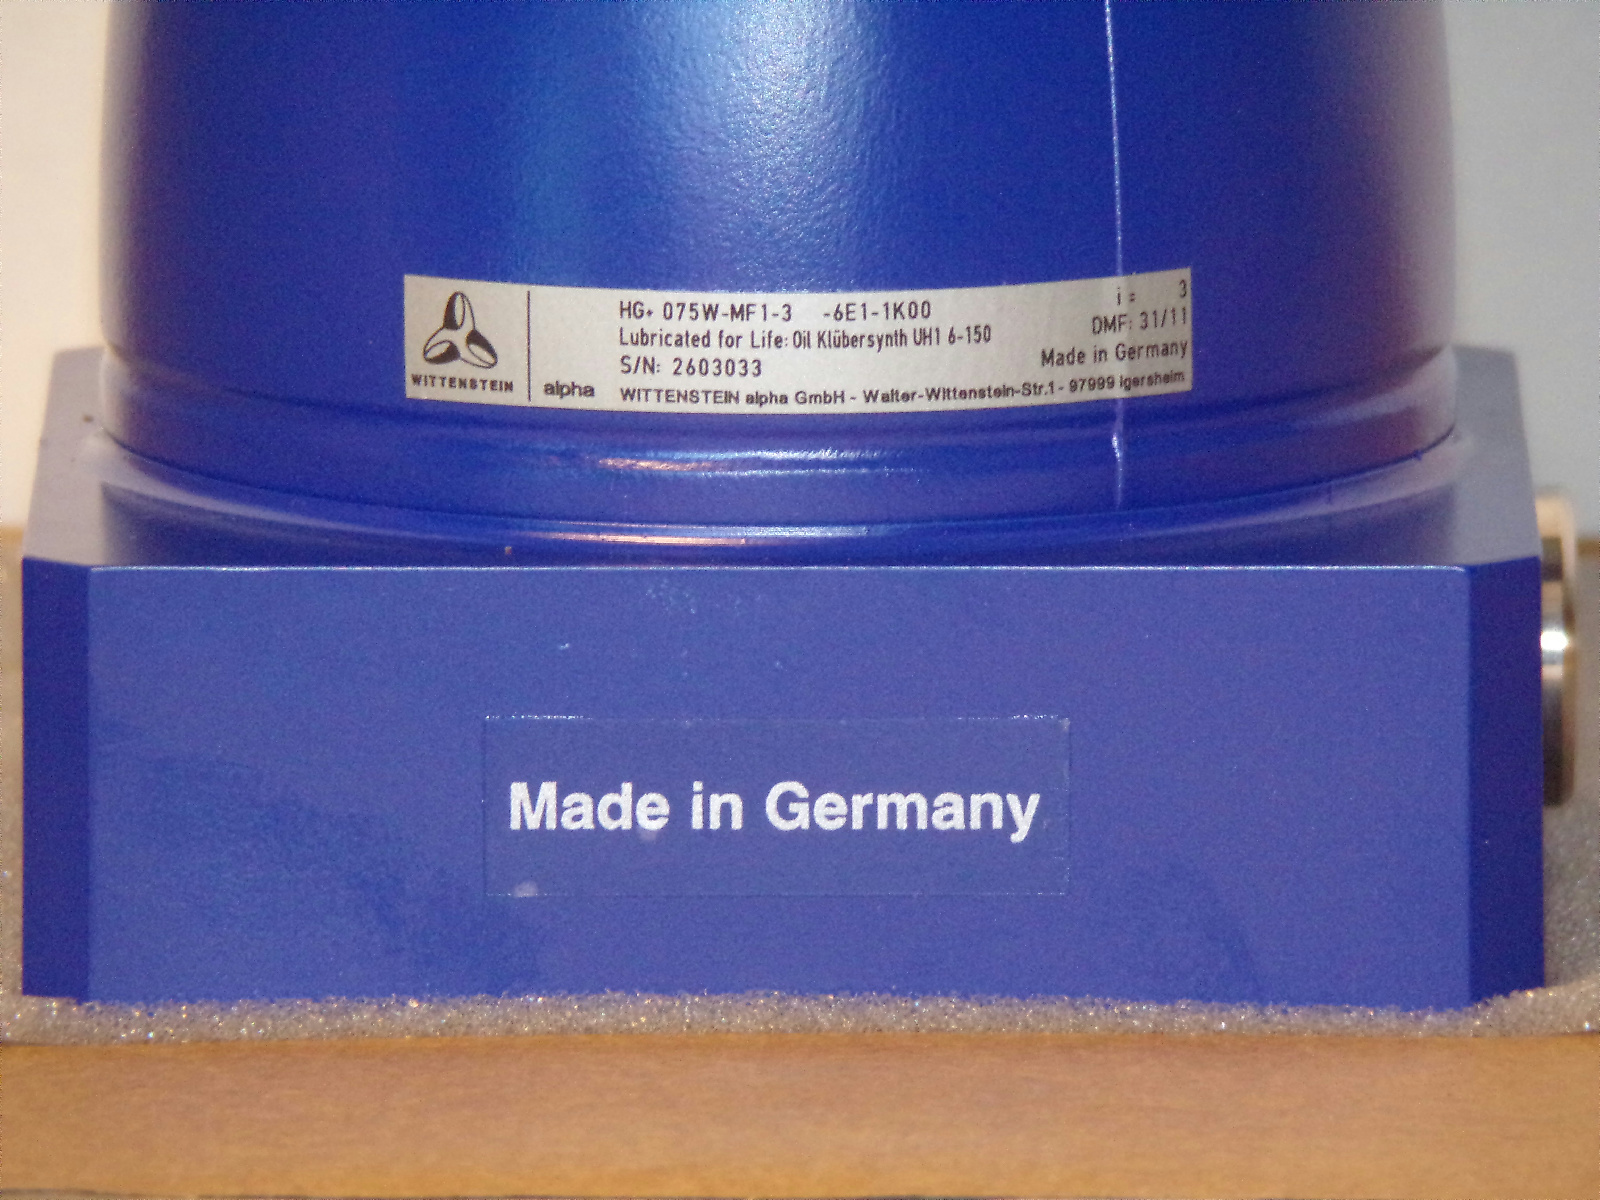 HG+ 075W-MF1-3 -6E1-1K00
i = 3
Lubricated for Life: Oil Klübersynth UH1 6-150
DMF: 31/11
S/N: 2603033
Made in Germany
WITTENSTEIN
alpha
WITTENSTEIN alpha GmbH - Walter-Wittenstein-Str.1 - 97999 Igersheim
Made in Germany